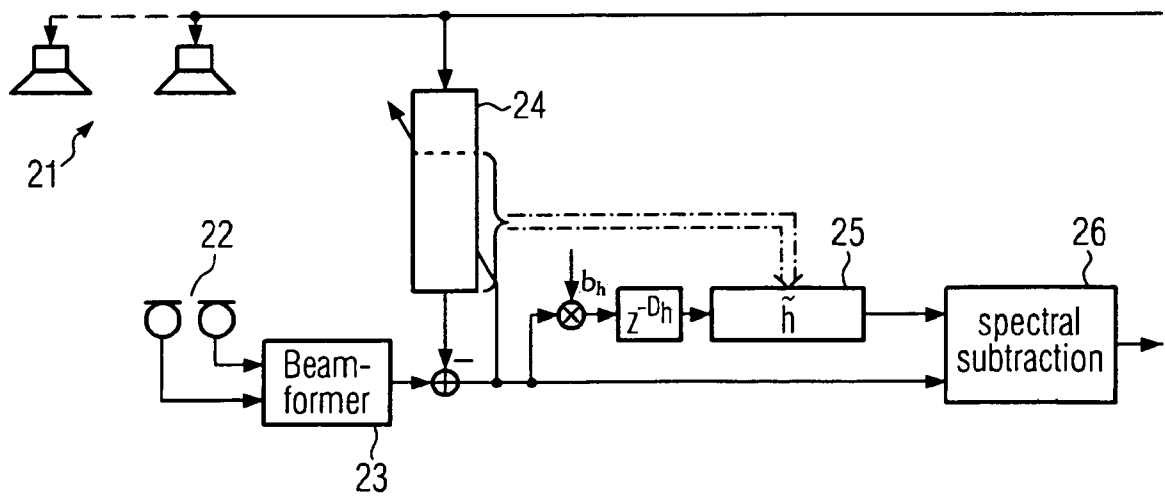 21
24
22
Beam-
former
23
−
b_h
z^-D_h
25
h̃
26
spectral
subtraction